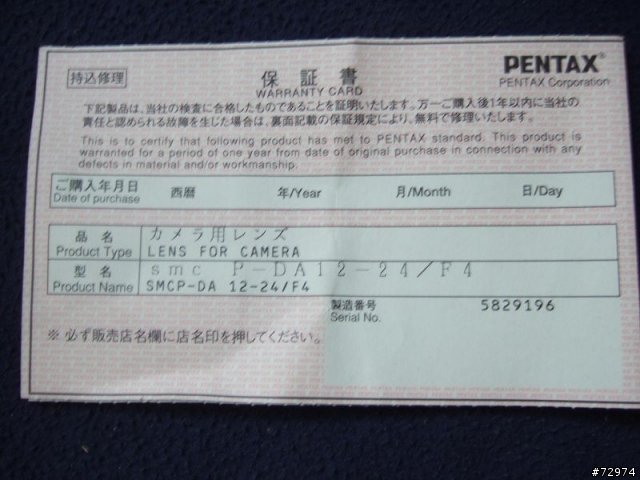 持込修理
保証書
WARRANTY CARD
PENTAX®
PENTAX Corporation
下記製品は、当社の検査に合格したものであることを証明いたします。万一ご購入後1年以内に当社の
責任と認められる故障を生じた場合は、裏面記載の保証規定により、無料で修理いたします。
This is to certify that following product has met to PENTAX standard. This product is
warranted for a period of one year from date of original purchase in connection with any
defects in material and/or workmanship.
ご購入年月日 西暦 年/Year 月/Month 日/Day
Date of purchase
品名 カメラ用レンズ
Product Type LENS FOR CAMERA
型名 smc P-DA12-24/F4
Product Name SMCP-DA 12-24/F4
製造番号 5829196
Serial No.
※必ず販売店名欄に店名印を押してください。
#72974